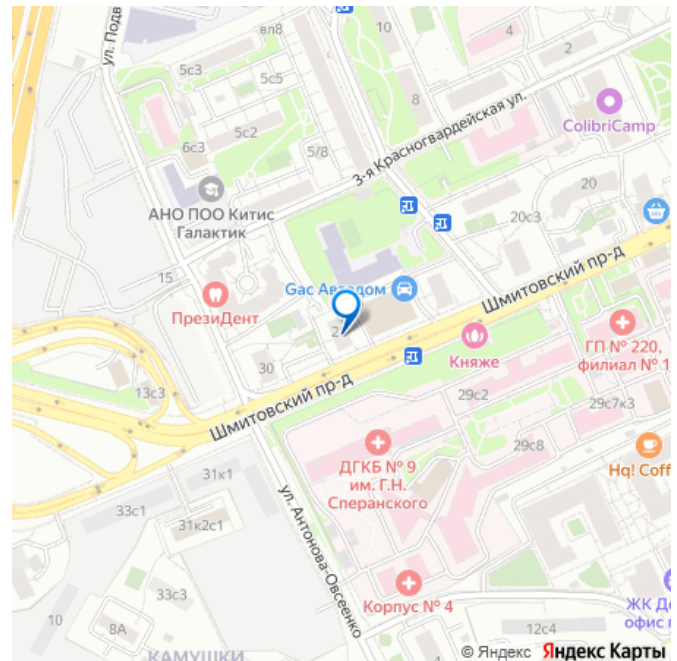 вл8
10
4
2
ул. Подв
5с3
5с5
8
ColibriCamp
5с2
6с3
5/8
3-я Красногвардейская ул.
АНО ПОО Китис
Галактик
20
20с3
15
Gac Автодом
Шмитовский пр-д
ПрезиДент
2
Княже
ГП № 220,
филиал № 1
30
13с3
Шмитовский пр-д
29с2
29с7к3
29с8
ДГКБ № 9
им. Г.Н.
Сперанского
Hq! Coff
31к1
33с1
31к2с1
ул. Антонова-Овсеенко
33с3
Корпус № 4
ЖК Д
офис
10
8А
12с4
КАМУШКИ
© Яндекс Яндекс Карты